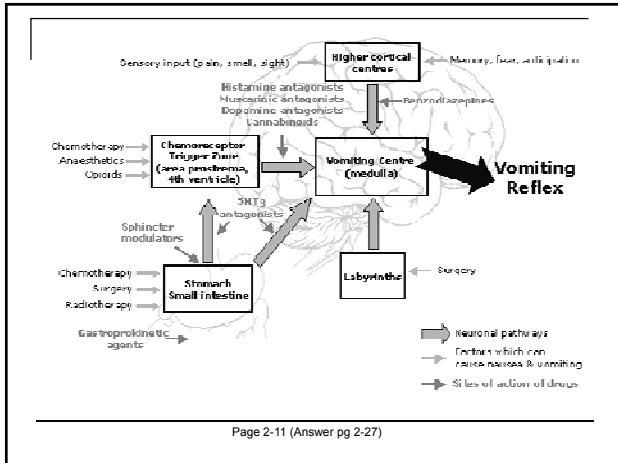 Sensory input (pain, smell, sight)
Higher cortical
centres
Memory, fear, anticipation
Histamine antagonists
Muscarinic antagonists
Dopamine antagonists
Cannabinoids
Benzodiazepines
Chemotherapy
Anaesthetics
Opioids
Chemoreceptor
Trigger Zone
(area postrema,
4th ventricle)
Vomiting Centre
(medulla)
Vomiting
Reflex
5HT3
antagonists
Sphincter
modulators
Chemotherapy
Surgery
Radiotherapy
Stomach
Small intestine
Labyrinths
Surgery
Gastroprokinetic
agents
Neuronal pathways
Factors which can
cause nausea & vomiting
Sites of action of drugs
Page 2-11 (Answer pg 2-27)